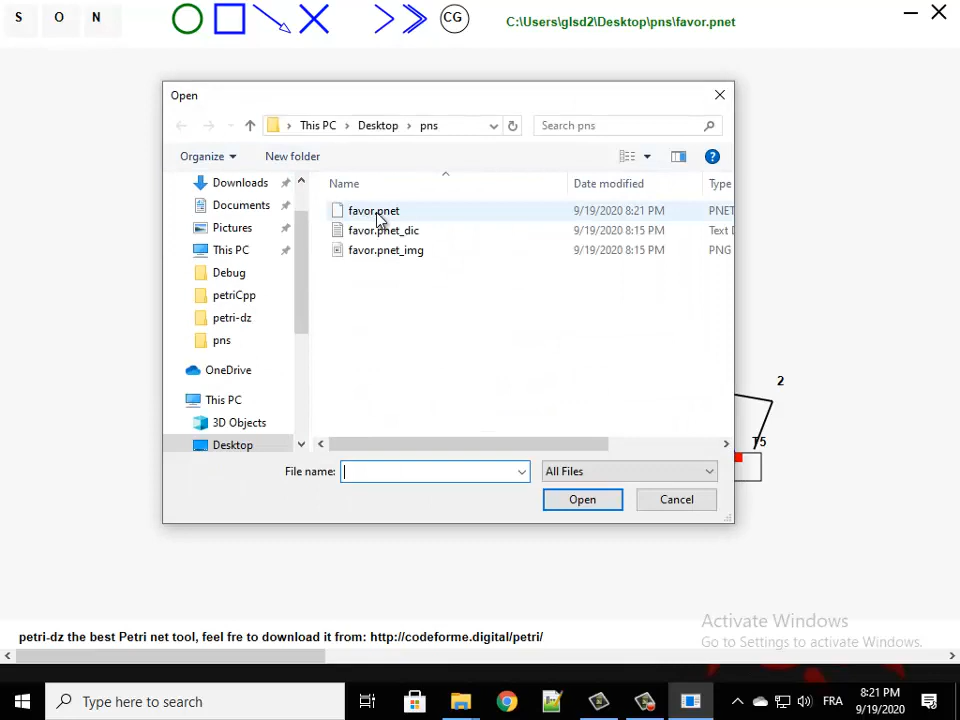 S O N CG C:\Users\glsd2\Desktop\pns\favor.pnet
Open
This PC Desktop pns Search pns
Organize New folder
Name Date modified Type
Downloads
Documents
Pictures
This PC
Debug
petriCpp
petri-dz
pns
OneDrive
This PC
3D Objects
Desktop
favor.pnet 9/19/2020 8:21 PM PNET
favor.pnet_dic 9/19/2020 8:15 PM Text D
favor.pnet_img 9/19/2020 8:15 PM PNG
2
T5
File name: All Files
Open Cancel
Activate Windows
Go to Settings to activate Windows.
petri-dz the best Petri net tool, feel fre to download it from: http://codeforme.digital/petri/
Type here to search
FRA
8:21 PM
9/19/2020